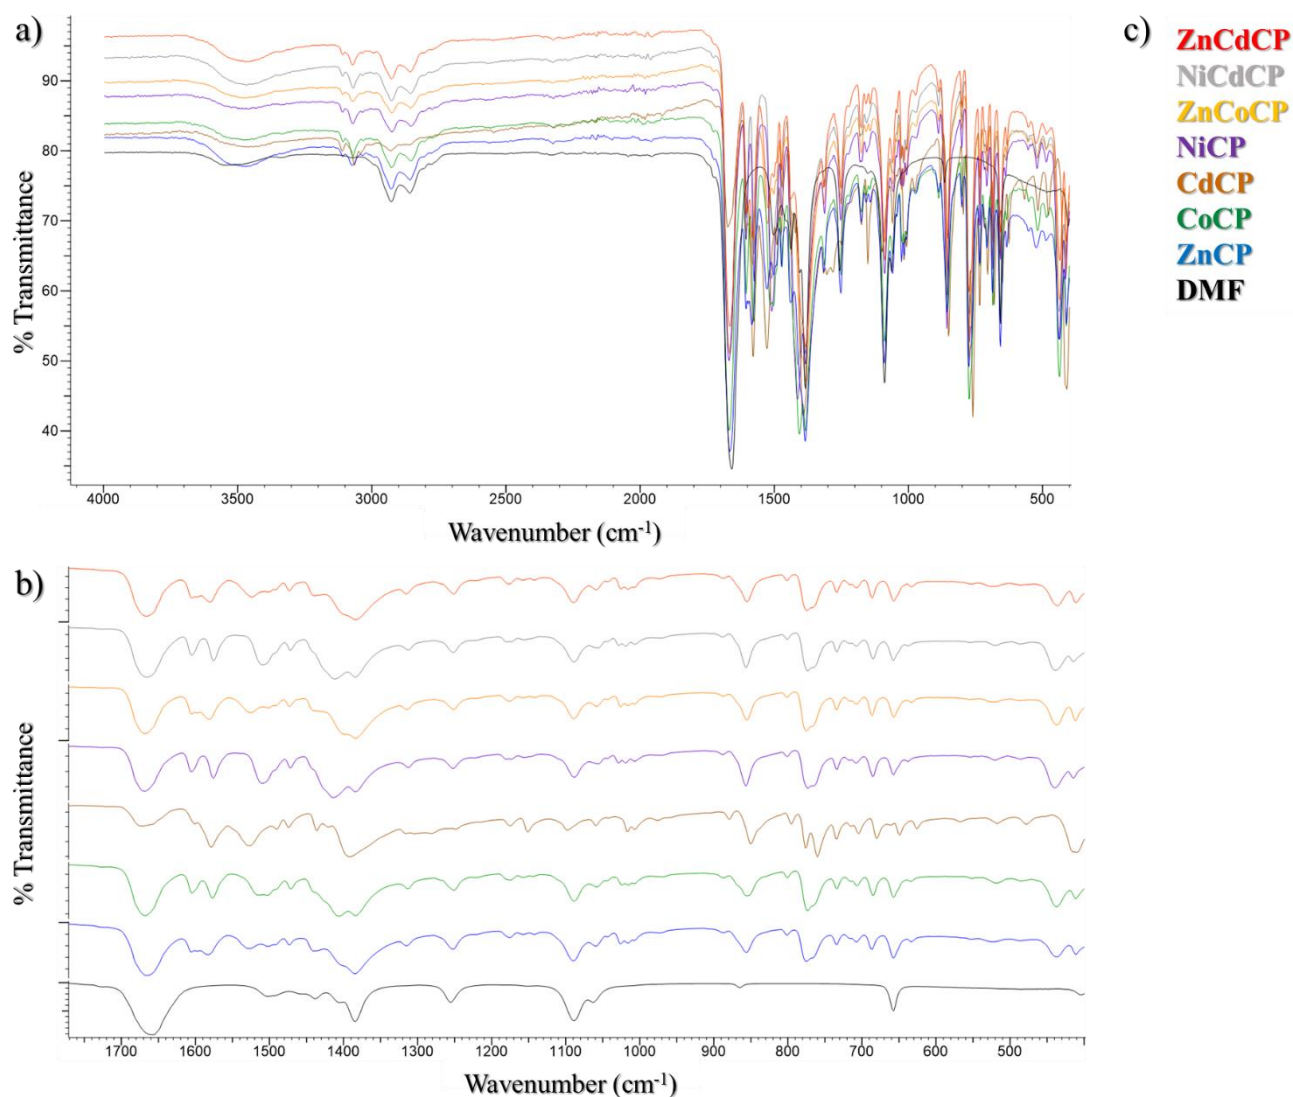 a)
90
80
70
60
50
40
% Transmittance
4000 3500 3000 2500 2000 1500 1000 500
Wavenumber (cm-1)
c)
ZnCdCP
NiCdCP
ZnCoCP
NiCP
CdCP
CoCP
ZnCP
DMF
b)
% Transmittance
1700 1600 1500 1400 1300 1200 1100 1000 900 800 700 600 500
Wavenumber (cm-1)